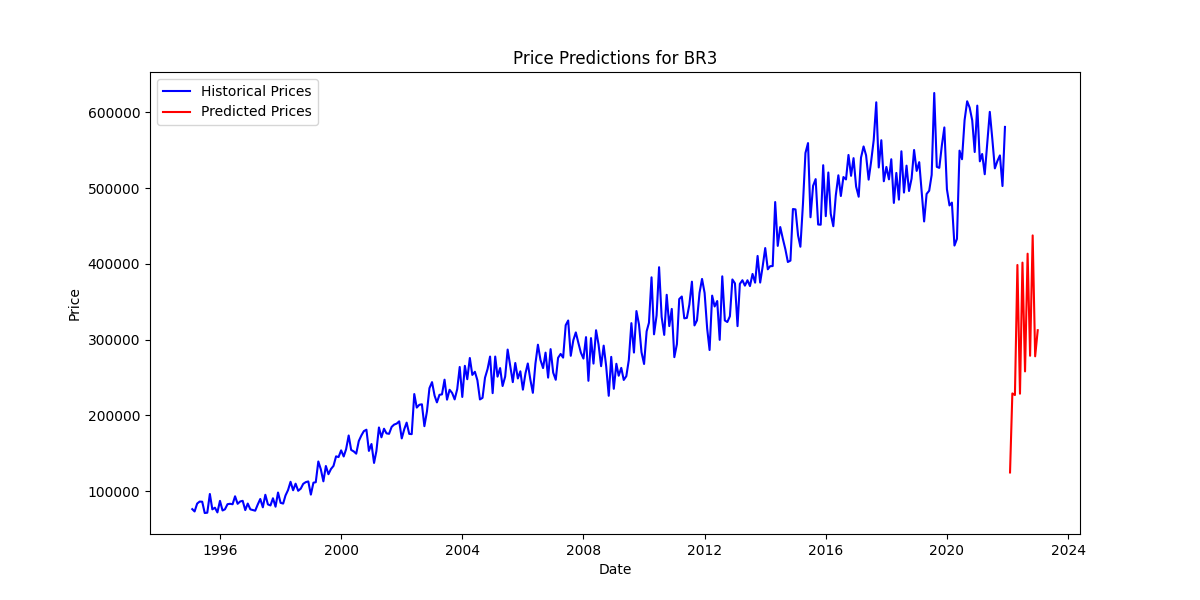 Price Predictions for BR3
Historical Prices
Predicted Prices
600000
500000
400000
300000
200000
100000
Price
1996 2000 2004 2008 2012 2016 2020 2024
Date